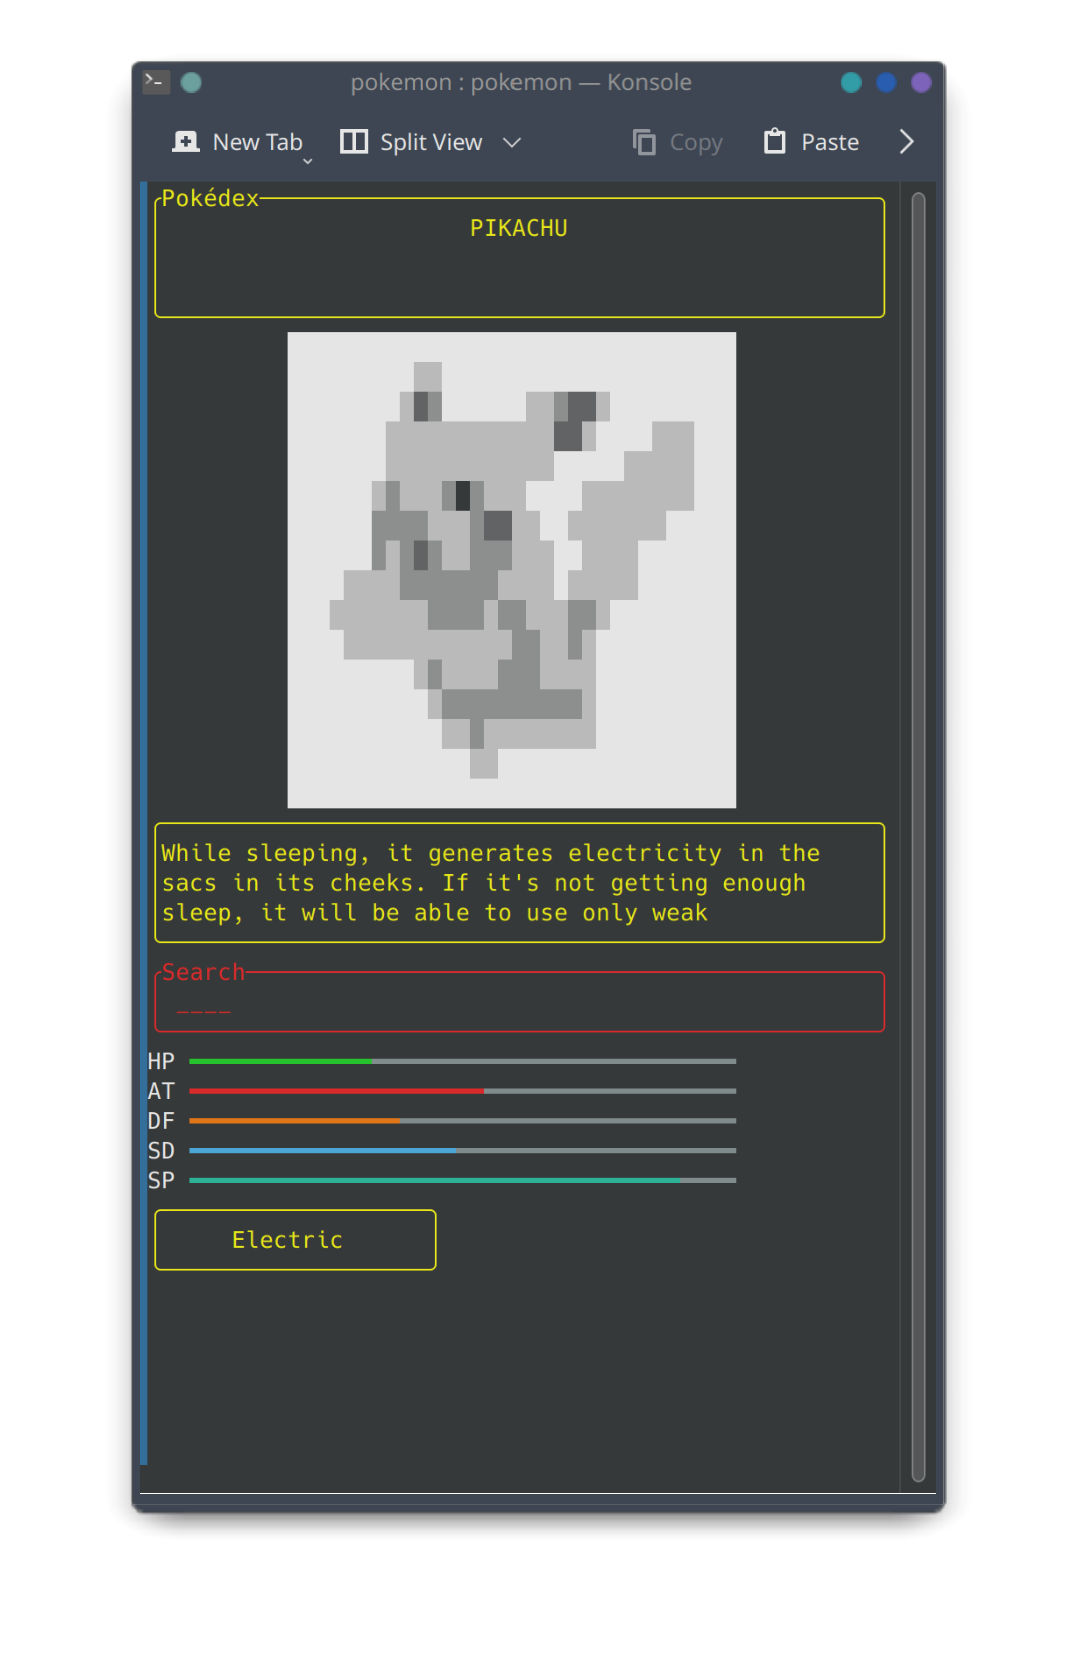 pokemon : pokemon — Konsole
New Tab Split View Copy Paste
Pokédex
PIKACHU
While sleeping, it generates electricity in the
sacs in its cheeks. If it's not getting enough
sleep, it will be able to use only weak
Search
____
HP
AT
DF
SD
SP
Electric